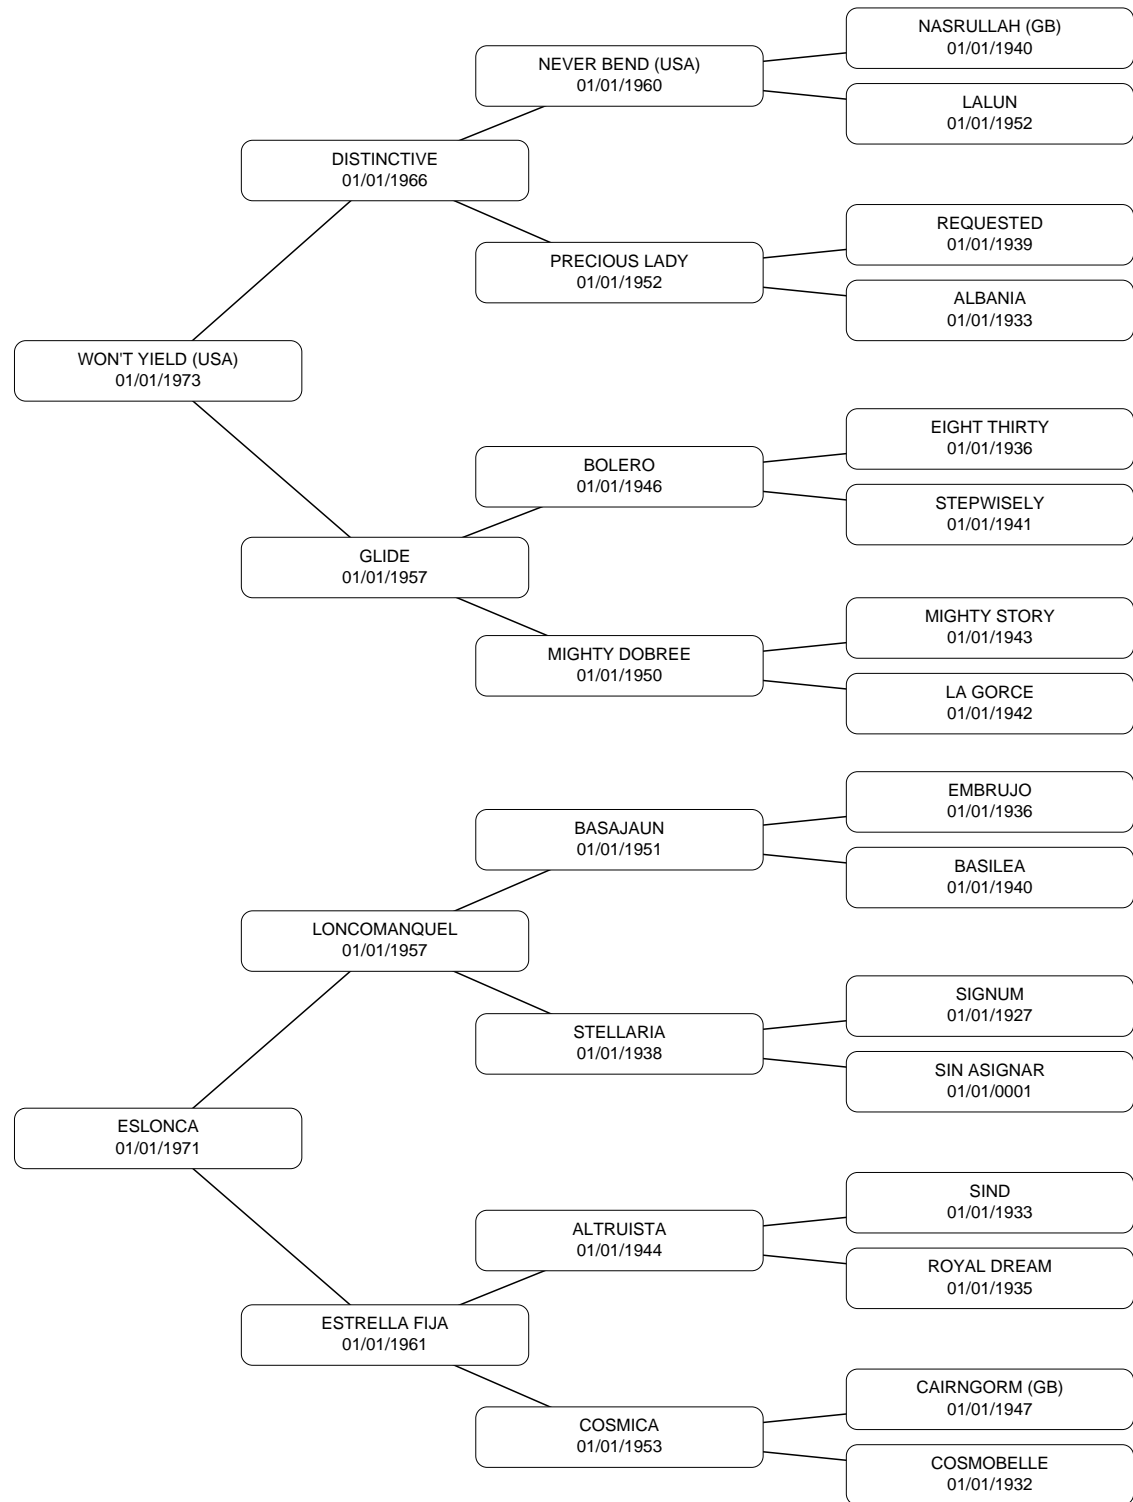 NASRULLAH (GB)
01/01/1940
NEVER BEND (USA)
01/01/1960
LALUN
01/01/1952
DISTINCTIVE
01/01/1966
REQUESTED
01/01/1939
PRECIOUS LADY
01/01/1952
ALBANIA
01/01/1933
WON'T YIELD (USA)
01/01/1973
EIGHT THIRTY
01/01/1936
BOLERO
01/01/1946
STEPWISELY
01/01/1941
GLIDE
01/01/1957
MIGHTY STORY
01/01/1943
MIGHTY DOBREE
01/01/1950
LA GORCE
01/01/1942
EMBRUJO
01/01/1936
BASAJAUN
01/01/1951
BASILEA
01/01/1940
LONCOMANQUEL
01/01/1957
SIGNUM
01/01/1927
STELLARIA
01/01/1938
SIN ASIGNAR
01/01/0001
ESLONCA
01/01/1971
SIND
01/01/1933
ALTRUISTA
01/01/1944
ROYAL DREAM
01/01/1935
ESTRELLA FIJA
01/01/1961
CAIRNGORM (GB)
01/01/1947
COSMICA
01/01/1953
COSMOBELLE
01/01/1932